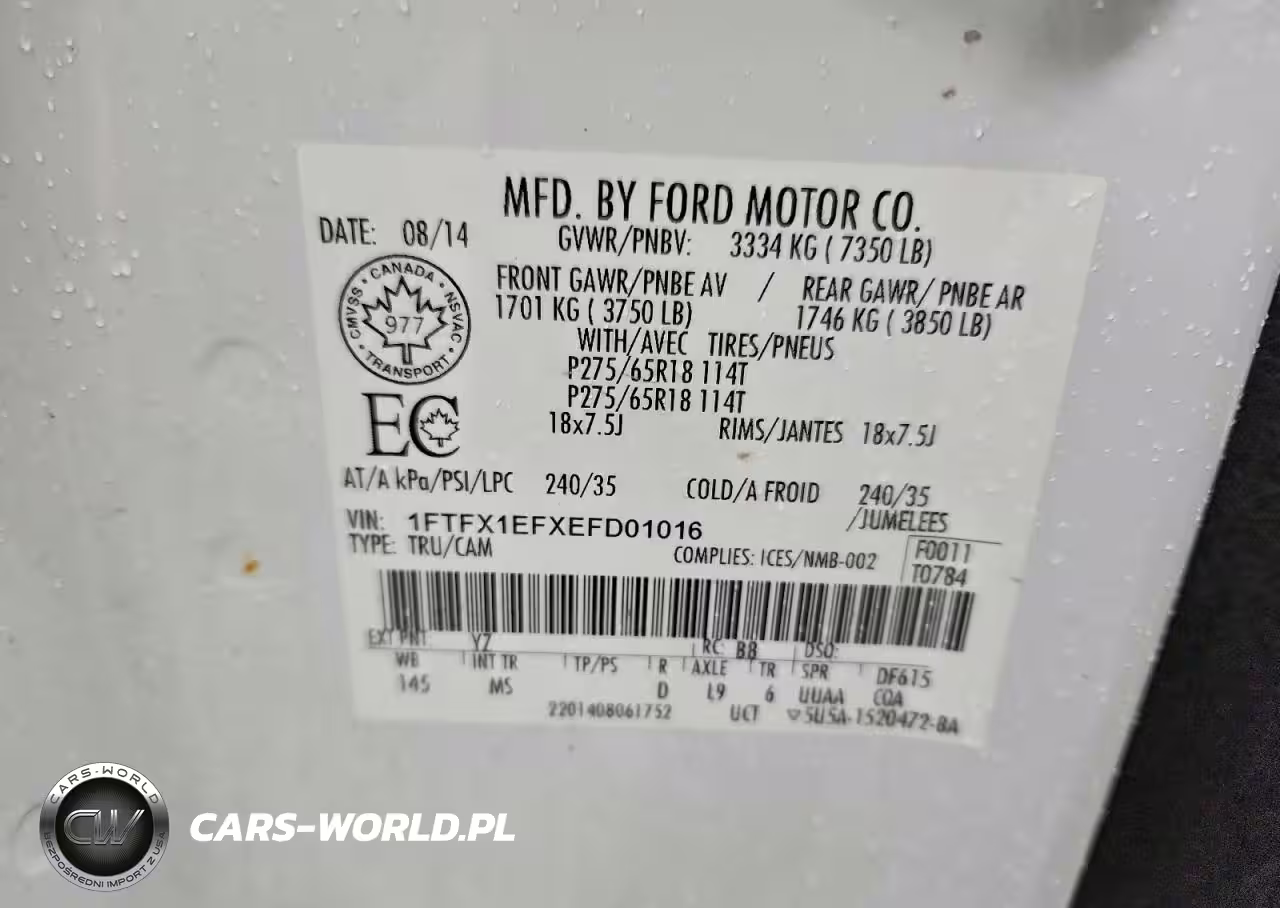 MFD. BY FORD MOTOR CO.
DATE: 08/14
GVWR/PNBV: 3334 KG ( 7350 LB)
FRONT GAWR/PNBE AV / REAR GAWR/ PNBE AR
1701 KG ( 3750 LB) 1746 KG ( 3850 LB)
WITH/AVEC TIRES/PNEUS
P275/65R18 114T
P275/65R18 114T
18x7.5J RIMS/JANTES 18x7.5J
CANADA
CMVSS NSVAC
977
TRANSPORT
EC
AT/A kPa/PSI/LPC 240/35 COLD/A FROID 240/35
/JUMELEES
VIN: 1FTFX1EFXEFD01016
TYPE: TRU/CAM COMPLIES: ICES/NMB-002
F0011
T0784
EXT PNT: YZ RC: B8 DSO:
WB INT TR TP/PS R AXLE TR SPR DF615
145 MS D L9 6 UUAA CQA
2201408061752 UCT 5U5A-1520472-BA
CARS-WORLD
CW
BEZPOŚREDNI IMPORT Z USA
CARS-WORLD.PL